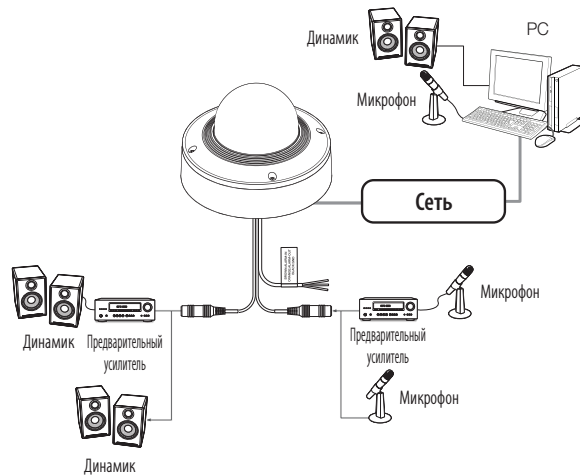 Динамик
PC
Микрофон
Сеть
Микрофон
Динамик
Предварительный
усилитель
Предварительный
усилитель
Микрофон
Динамик